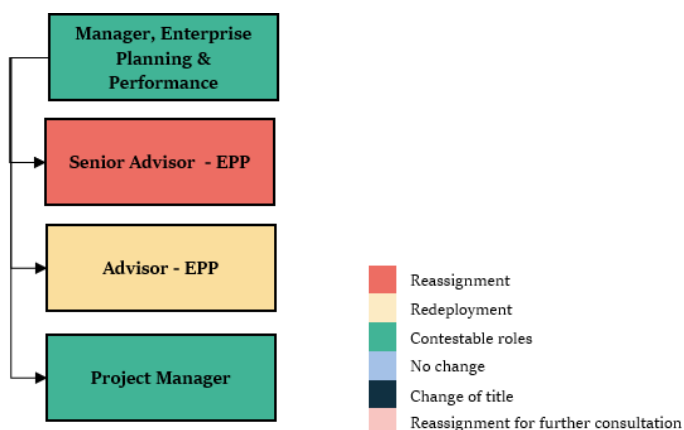 Manager, Enterprise
Planning &
Performance
Senior Advisor - EPP
Advisor - EPP
Project Manager
Reassignment
Redeployment
Contestable roles
No change
Change of title
Reassignment for further consultation